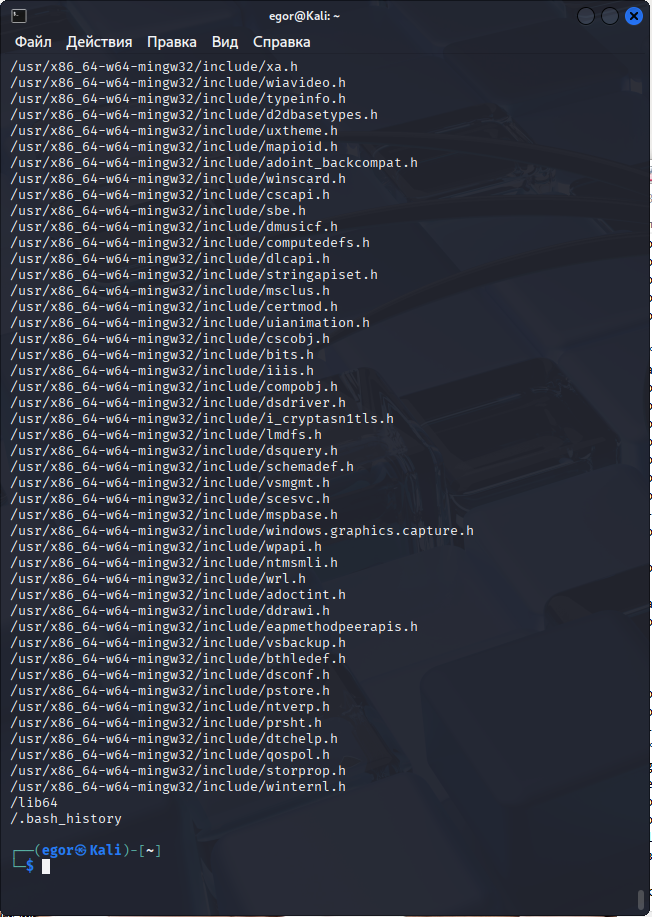 egor@Kali: ~
Файл Действия Правка Вид Справка
/usr/x86_64-w64-mingw32/include/xa.h
/usr/x86_64-w64-mingw32/include/wiavideo.h
/usr/x86_64-w64-mingw32/include/typeinfo.h
/usr/x86_64-w64-mingw32/include/d2dbasetypes.h
/usr/x86_64-w64-mingw32/include/uxtheme.h
/usr/x86_64-w64-mingw32/include/mapioid.h
/usr/x86_64-w64-mingw32/include/adoint_backcompat.h
/usr/x86_64-w64-mingw32/include/winscard.h
/usr/x86_64-w64-mingw32/include/cscapi.h
/usr/x86_64-w64-mingw32/include/sbe.h
/usr/x86_64-w64-mingw32/include/dmusicf.h
/usr/x86_64-w64-mingw32/include/computedefs.h
/usr/x86_64-w64-mingw32/include/dlcapi.h
/usr/x86_64-w64-mingw32/include/stringapiset.h
/usr/x86_64-w64-mingw32/include/msclus.h
/usr/x86_64-w64-mingw32/include/certmod.h
/usr/x86_64-w64-mingw32/include/uianimation.h
/usr/x86_64-w64-mingw32/include/cscobj.h
/usr/x86_64-w64-mingw32/include/bits.h
/usr/x86_64-w64-mingw32/include/iiis.h
/usr/x86_64-w64-mingw32/include/compobj.h
/usr/x86_64-w64-mingw32/include/dsdriver.h
/usr/x86_64-w64-mingw32/include/i_cryptasn1tls.h
/usr/x86_64-w64-mingw32/include/lmdfs.h
/usr/x86_64-w64-mingw32/include/dsquery.h
/usr/x86_64-w64-mingw32/include/schemadef.h
/usr/x86_64-w64-mingw32/include/vsmgmt.h
/usr/x86_64-w64-mingw32/include/scesvc.h
/usr/x86_64-w64-mingw32/include/mspbase.h
/usr/x86_64-w64-mingw32/include/windows.graphics.capture.h
/usr/x86_64-w64-mingw32/include/wpapi.h
/usr/x86_64-w64-mingw32/include/ntmsmli.h
/usr/x86_64-w64-mingw32/include/wrl.h
/usr/x86_64-w64-mingw32/include/adoctint.h
/usr/x86_64-w64-mingw32/include/ddrawi.h
/usr/x86_64-w64-mingw32/include/eapmethodpeerapis.h
/usr/x86_64-w64-mingw32/include/vsbackup.h
/usr/x86_64-w64-mingw32/include/bthledef.h
/usr/x86_64-w64-mingw32/include/dsconf.h
/usr/x86_64-w64-mingw32/include/pstore.h
/usr/x86_64-w64-mingw32/include/ntverp.h
/usr/x86_64-w64-mingw32/include/prsht.h
/usr/x86_64-w64-mingw32/include/dtchelp.h
/usr/x86_64-w64-mingw32/include/qospol.h
/usr/x86_64-w64-mingw32/include/storprop.h
/usr/x86_64-w64-mingw32/include/winternl.h
/lib64
/.bash_history
┌──(egor㉿Kali)-[~]
└─$